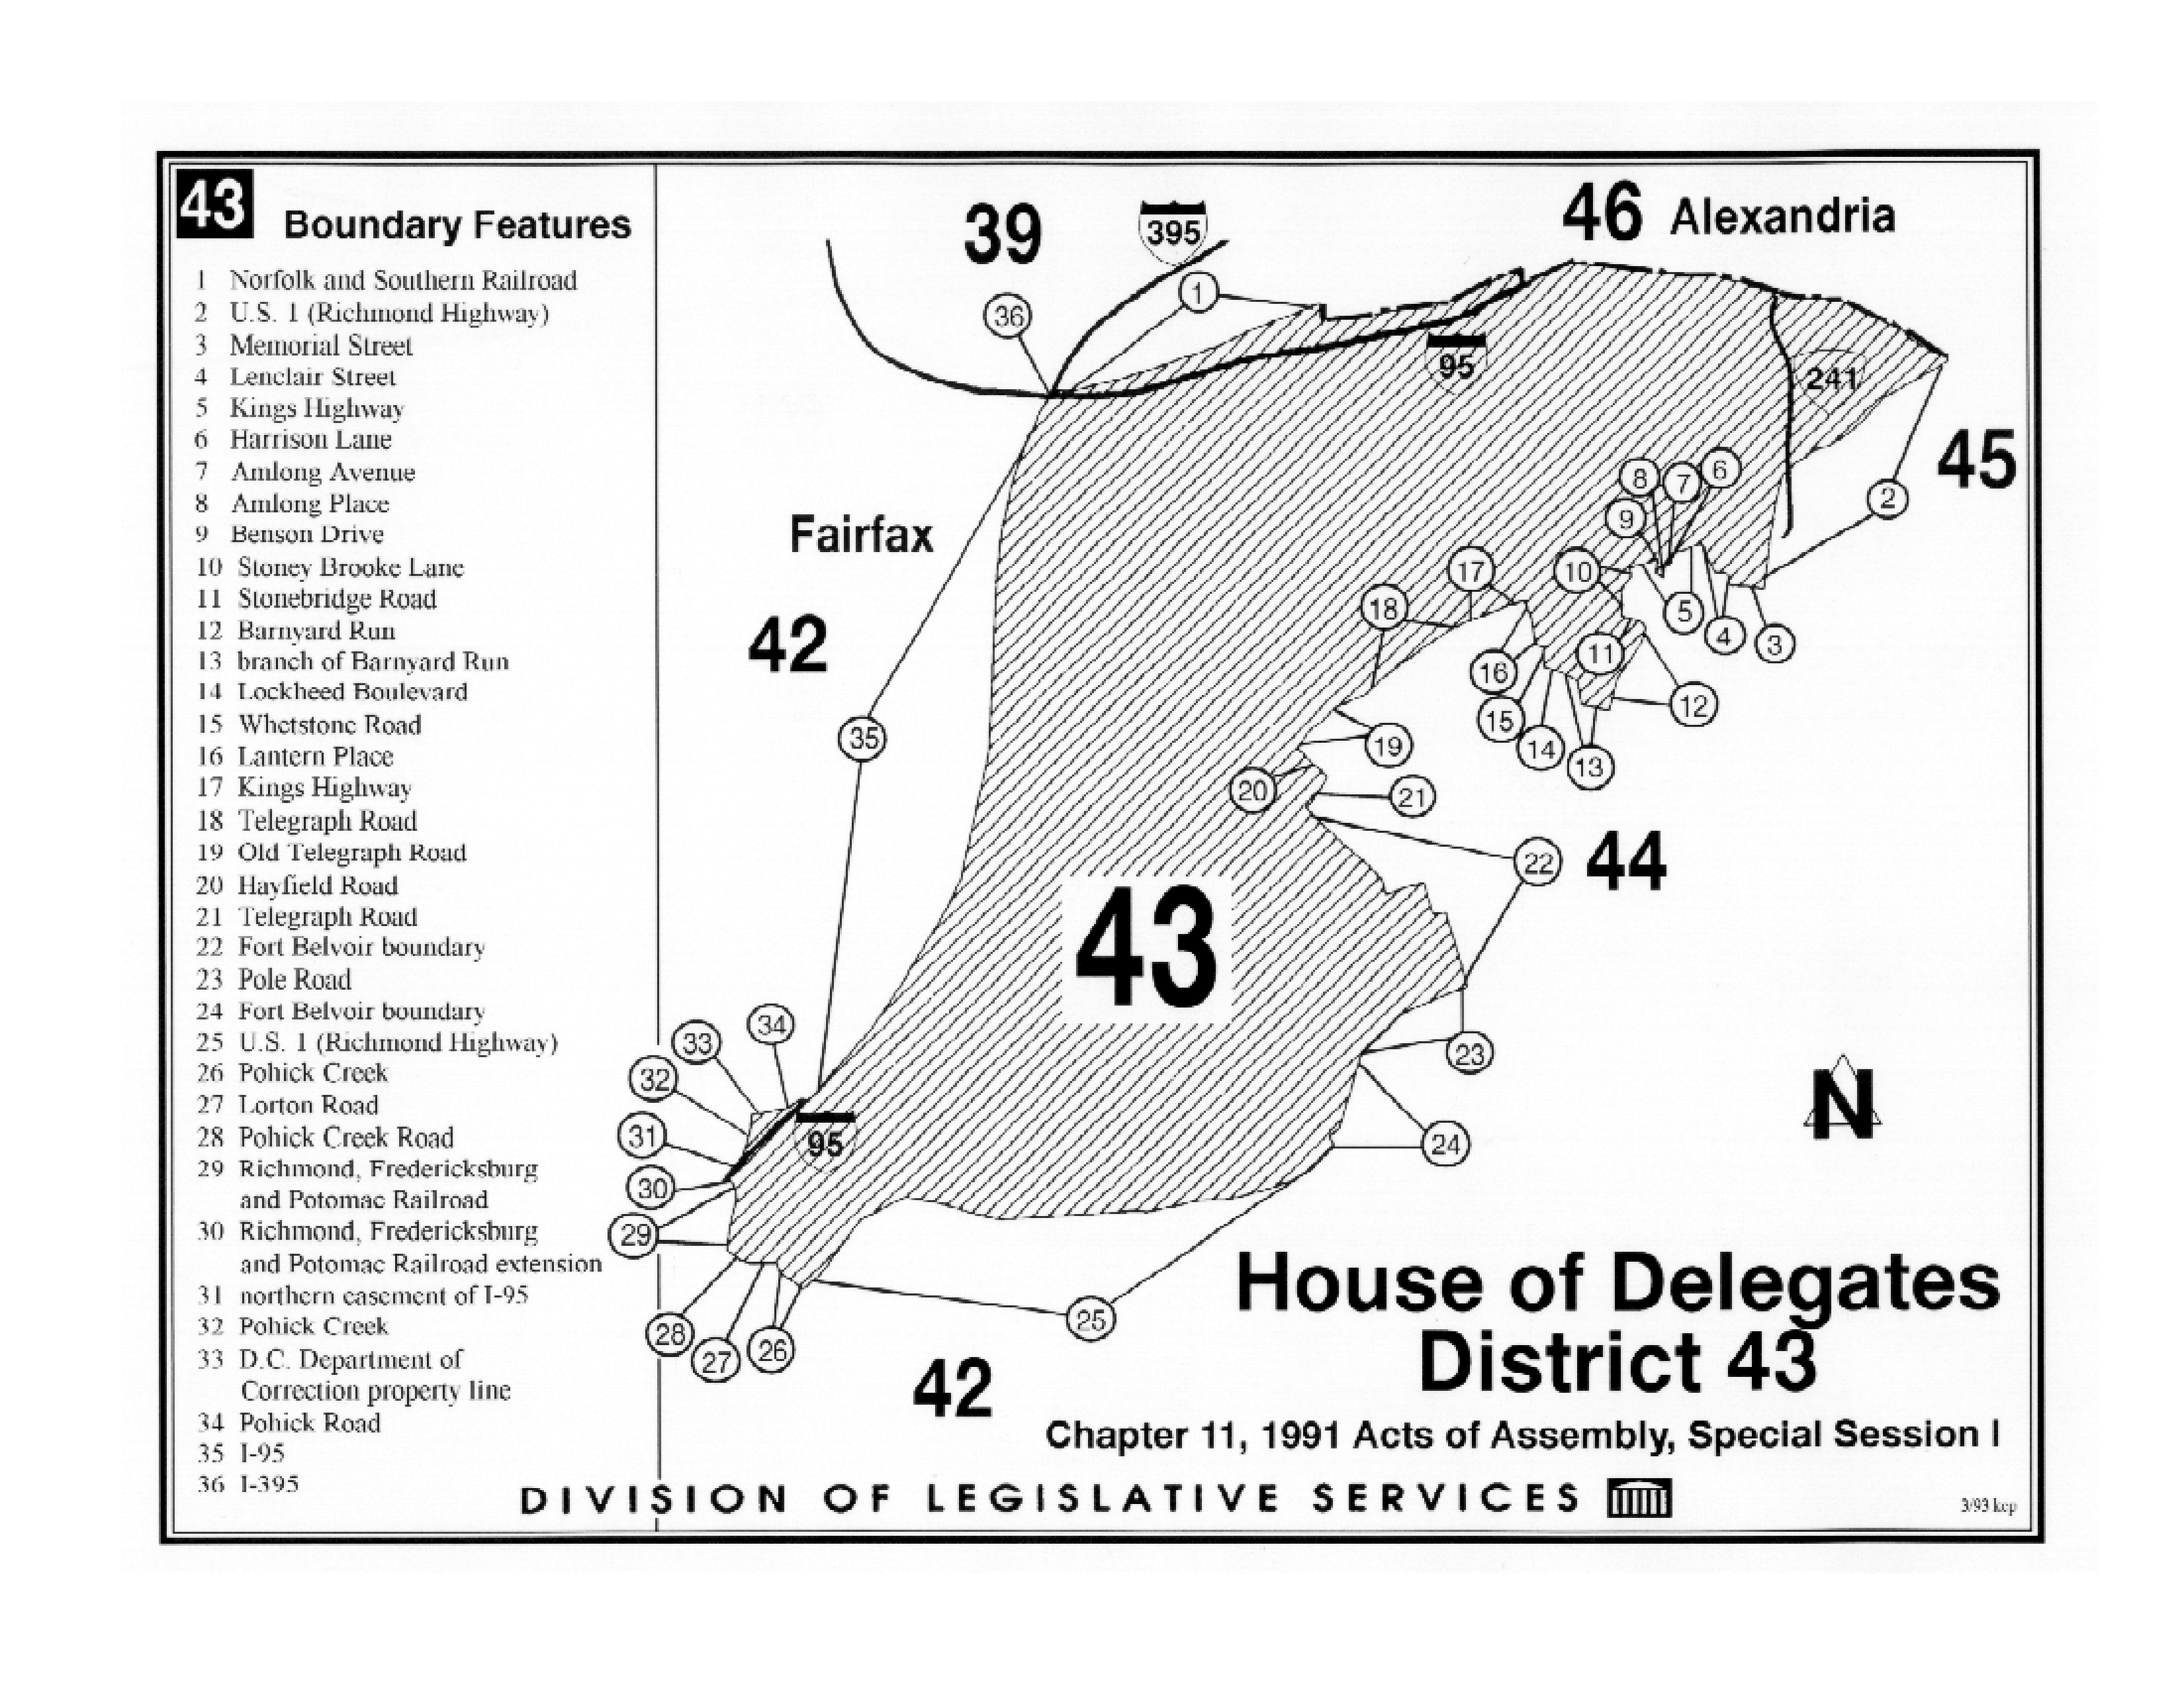 43 Boundary Features
1 Norfolk and Southern Railroad
2 U.S. 1 (Richmond Highway)
3 Memorial Street
4 Lenclair Street
5 Kings Highway
6 Harrison Lane
7 Amlong Avenue
8 Amlong Place
9 Benson Drive
10 Stoney Brooke Lane
11 Stonebridge Road
12 Barnyard Run
13 branch of Barnyard Run
14 Lockheed Boulevard
15 Whetstone Road
16 Lantern Place
17 Kings Highway
18 Telegraph Road
19 Old Telegraph Road
20 Hayfield Road
21 Telegraph Road
22 Fort Belvoir boundary
23 Pole Road
24 Fort Belvoir boundary
25 U.S. 1 (Richmond Highway)
26 Pohick Creek
27 Lorton Road
28 Pohick Creek Road
29 Richmond, Fredericksburg
and Potomac Railroad
30 Richmond, Fredericksburg
and Potomac Railroad extension
31 northern easement of I-95
32 Pohick Creek
33 D.C. Department of
Correction property line
34 Pohick Road
35 I-95
36 I-395
39
395
46 Alexandria
1
36
95
241
45
Fairfax
8
7
6
9
2
17
10
18
5
4
3
42
11
16
12
15
14
13
35
19
20
21
22
44
43
34
33
32
23
31
95
24
N
30
29
28
27
26
25
42
House of Delegates
District 43
Chapter 11, 1991 Acts of Assembly, Special Session I
DIVISION OF LEGISLATIVE SERVICES
3/93 kcp